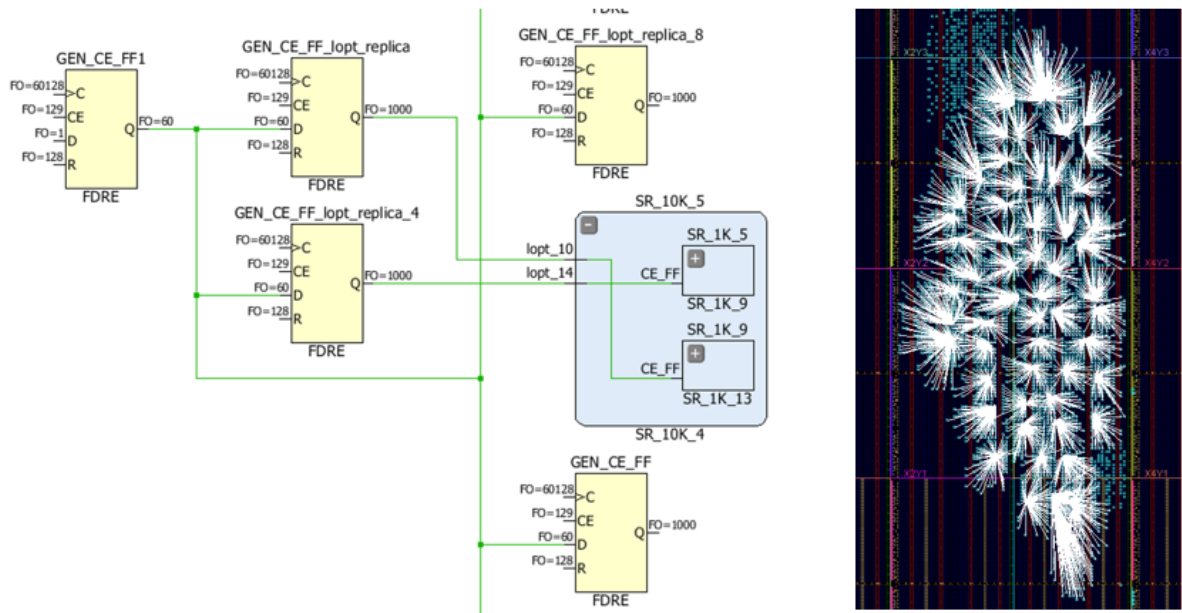 FDRE
GEN_CE_FF1
FO=60128
C
FO=129
CE
FO=1
D
FO=128
R
Q
FO=60
FDRE
GEN_CE_FF_lopt_replica
FO=60128
C
FO=129
CE
FO=60
D
FO=128
R
Q
FO=1000
FDRE
GEN_CE_FF_lopt_replica_4
FO=60128
C
FO=129
CE
FO=60
D
FO=128
R
Q
FO=1000
FDRE
GEN_CE_FF_lopt_replica_8
FO=60128
C
FO=129
CE
FO=60
D
FO=128
R
Q
FO=1000
FDRE
SR_10K_5
lopt_10
lopt_14
SR_1K_5
CE_FF
SR_1K_9
SR_1K_9
CE_FF
SR_1K_13
SR_10K_4
GEN_CE_FF
FO=60128
C
FO=129
CE
FO=60
D
FO=128
R
Q
FO=1000
FDRE
X2Y3
X4Y3
X2Y2
X4Y2
X2Y1
X4Y1